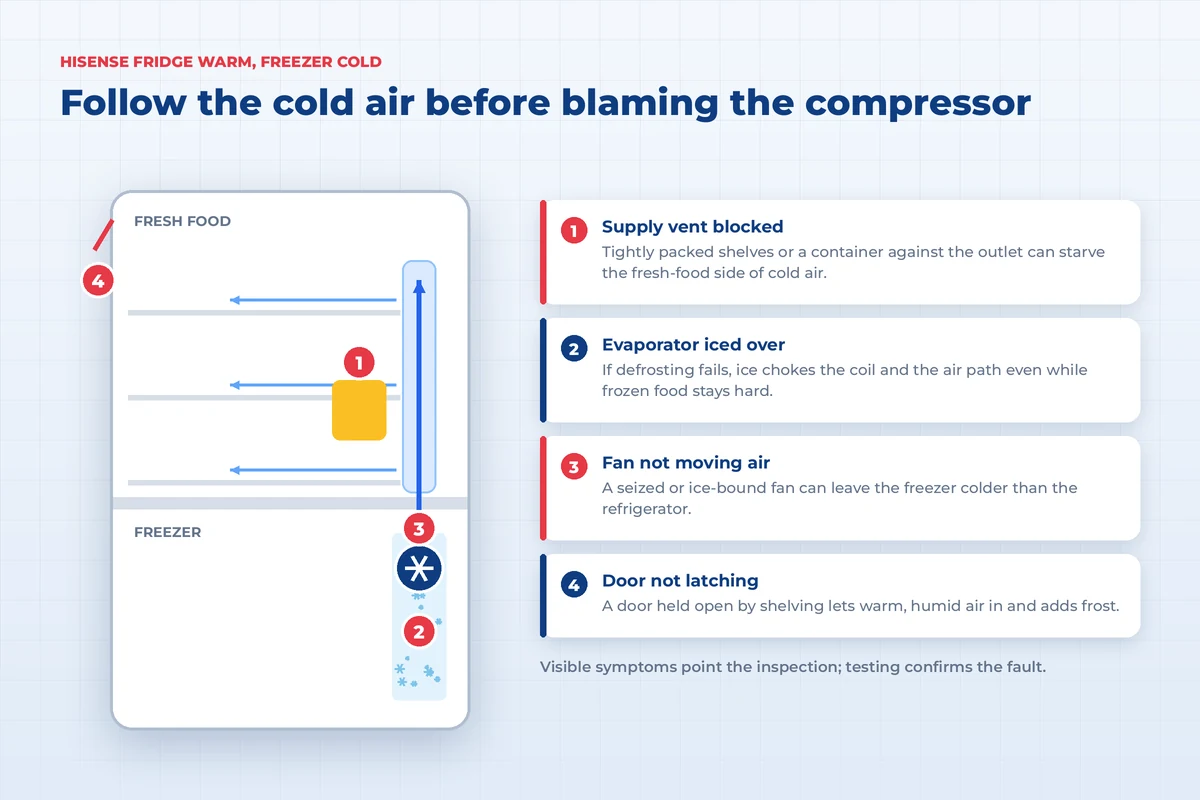 HISENSE FRIDGE WARM, FREEZER COLD
Follow the cold air before blaming the compressor
FRESH FOOD
4
1
FREEZER
3
2
1
Supply vent blocked
Tightly packed shelves or a container against the outlet can starve
the fresh-food side of cold air.
2
Evaporator iced over
If defrosting fails, ice chokes the coil and the air path even while
frozen food stays hard.
3
Fan not moving air
A seized or ice-bound fan can leave the freezer colder than the
refrigerator.
4
Door not latching
A door held open by shelving lets warm, humid air in and adds frost.
Visible symptoms point the inspection; testing confirms the fault.